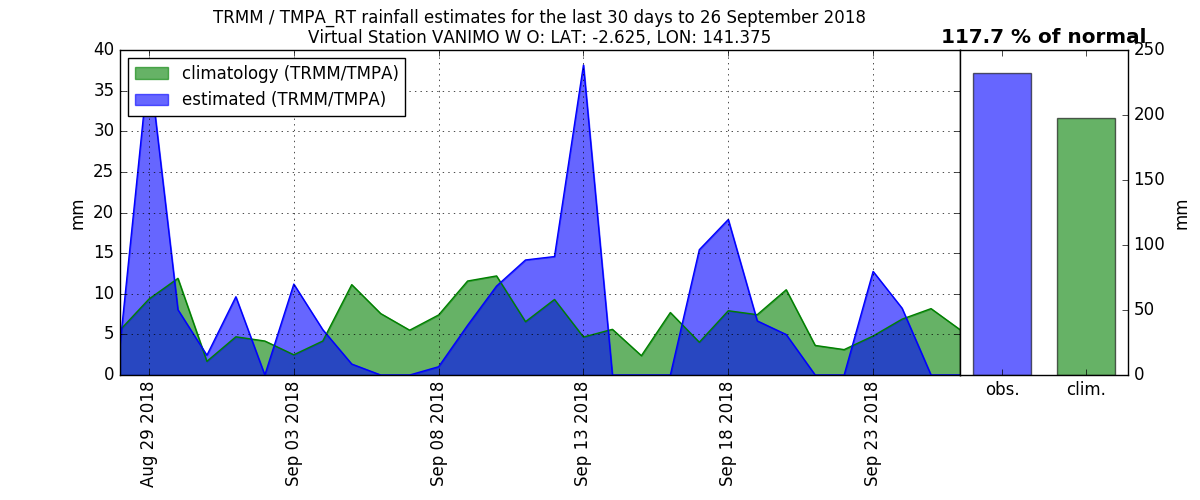 TRMM / TMPA_RT rainfall estimates for the last 30 days to 26 September 2018
Virtual Station VANIMO W O: LAT: -2.625, LON: 141.375
117.7 % of normal
climatology (TRMM/TMPA)
estimated (TRMM/TMPA)
40
35
30
25
20
15
10
5
0
mm
Aug 29 2018
Sep 03 2018
Sep 08 2018
Sep 13 2018
Sep 18 2018
Sep 23 2018
250
200
150
100
50
0
mm
obs.
clim.